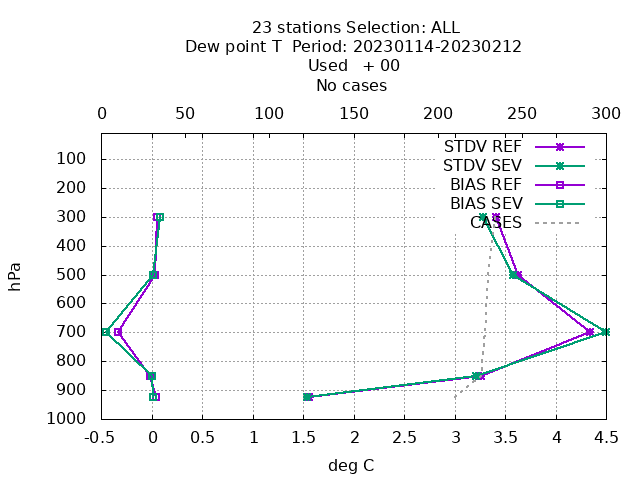 23 stations Selection: ALL
Dew point T  Period: 20230114-20230212
Used   + 00
No cases
0 50 100 150 200 250 300
STDV REF
STDV SEV
BIAS REF
BIAS SEV
CASES
100
200
300
400
500
600
700
800
900
1000
hPa
-0.5 0 0.5 1 1.5 2 2.5 3 3.5 4 4.5
deg C